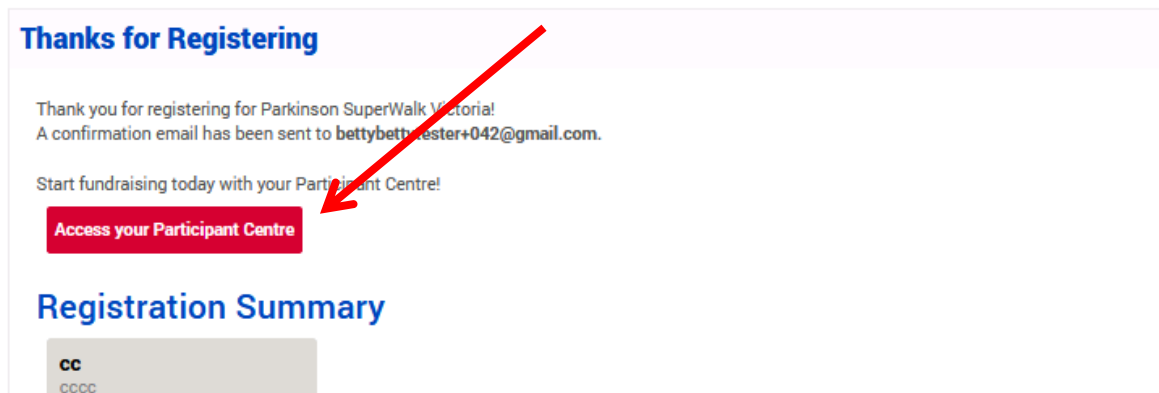 Thanks for Registering
Thank you for registering for Parkinson SuperWalk Victoria!
A confirmation email has been sent to bettybettytester+042@gmail.com.
Start fundraising today with your Participant Centre!
Access your Participant Centre
Registration Summary
cc
cccc